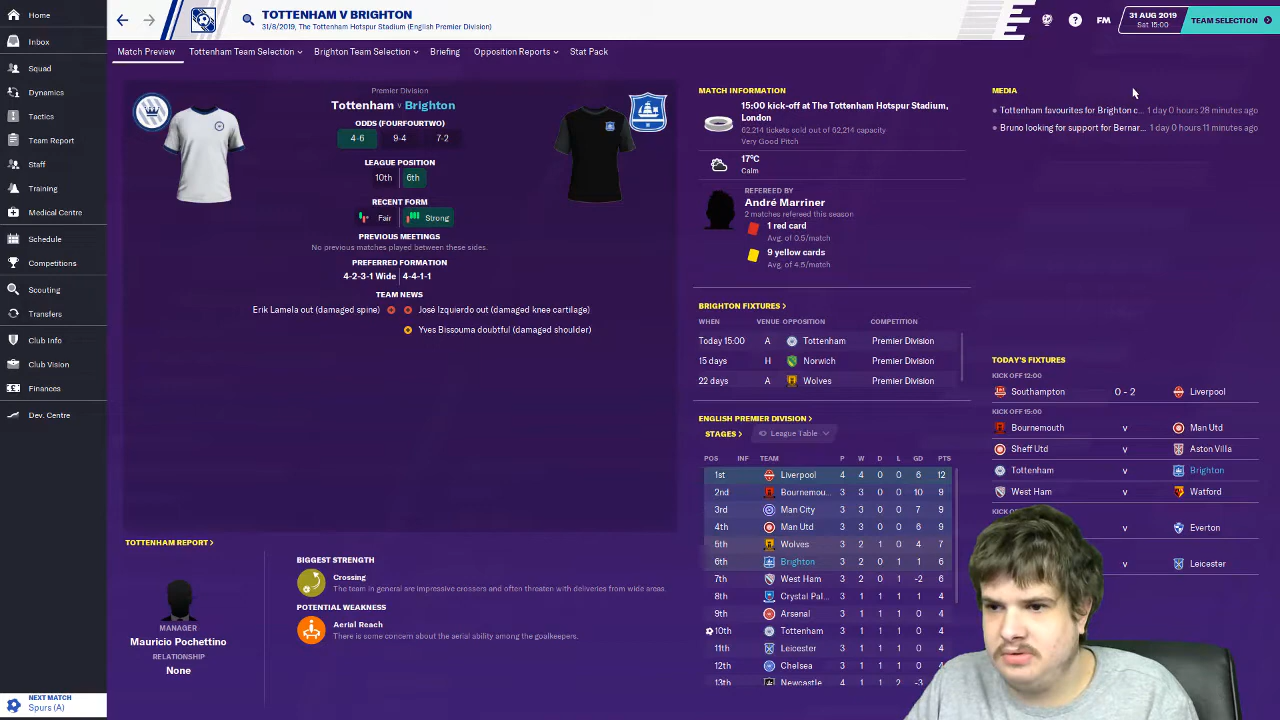 Home
Inbox
Squad
Dynamics
Tactics
Team Report
Staff
Training
Medical Centre
Schedule
Competitions
Scouting
Transfers
Club Info
Club Vision
Finances
Dev. Centre
NEXT MATCH
Spurs (A)
TOTTENHAM V BRIGHTON
31/8/2019, The Tottenham Hotspur Stadium (English Premier Division)
FM
31 AUG 2019
Sat 15:00
TEAM SELECTION
Match Preview
Tottenham Team Selection
Brighton Team Selection
Briefing
Opposition Reports
Stat Pack
Premier Division
Tottenham v Brighton
ODDS (FOURFOURTWO)
4-6 9-4 7-2
LEAGUE POSITION
10th 6th
RECENT FORM
Fair Strong
PREVIOUS MEETINGS
No previous matches played between these sides.
PREFERRED FORMATION
4-2-3-1 Wide 4-4-1-1
TEAM NEWS
Erik Lamela out (damaged spine) José Izquierdo out (damaged knee cartilage)
Yves Bissouma doubtful (damaged shoulder)
TOTTENHAM REPORT >
MANAGER
Mauricio Pochettino
RELATIONSHIP
None
BIGGEST STRENGTH
Crossing
The team in general are impressive crossers and often threaten with deliveries from wide areas.
POTENTIAL WEAKNESS
Aerial Reach
There is some concern about the aerial ability among the goalkeepers.
MATCH INFORMATION
15:00 kick-off at The Tottenham Hotspur Stadium,
London
62,214 tickets sold out of 62,214 capacity
Very Good Pitch
17°C
Calm
REFEREED BY
André Marriner
2 matches refereed this season
1 red card
Avg. of 0.5/match
9 yellow cards
Avg. of 4.5/match
BRIGHTON FIXTURES >
WHEN VENUE OPPOSITION COMPETITION
Today 15:00 A Tottenham Premier Division
15 days H Norwich Premier Division
22 days A Wolves Premier Division
ENGLISH PREMIER DIVISION >
STAGES > League Table
POS INF TEAM P W D L GD PTS
1st Liverpool 4 4 0 0 6 12
2nd Bournemou... 3 3 0 0 10 9
3rd Man City 3 3 0 0 7 9
4th Man Utd 3 3 0 0 6 9
5th Wolves 3 2 1 0 4 7
6th Brighton 3 2 0 1 1 6
7th West Ham 3 2 0 1 -2 6
8th Crystal Pal... 3 1 1 1 1 4
9th Arsenal 3 1 1 1 0 4
10th Tottenham 3 1 1 1 0 4
11th Leicester 3 1 1 1 0 4
12th Chelsea 3 1 1 1 0 4
13th Newcastle 4 1 1 2 -3
MEDIA
Tottenham favourites for Brighton c... 1 day 0 hours 28 minutes ago
Bruno looking for support for Bernar... 1 day 0 hours 11 minutes ago
TODAY'S FIXTURES
KICK OFF 12:00
Southampton 0 - 2 Liverpool
KICK OFF 15:00
Bournemouth v Man Utd
Sheff Utd v Aston Villa
Tottenham v Brighton
West Ham v Watford
v Everton
v Leicester